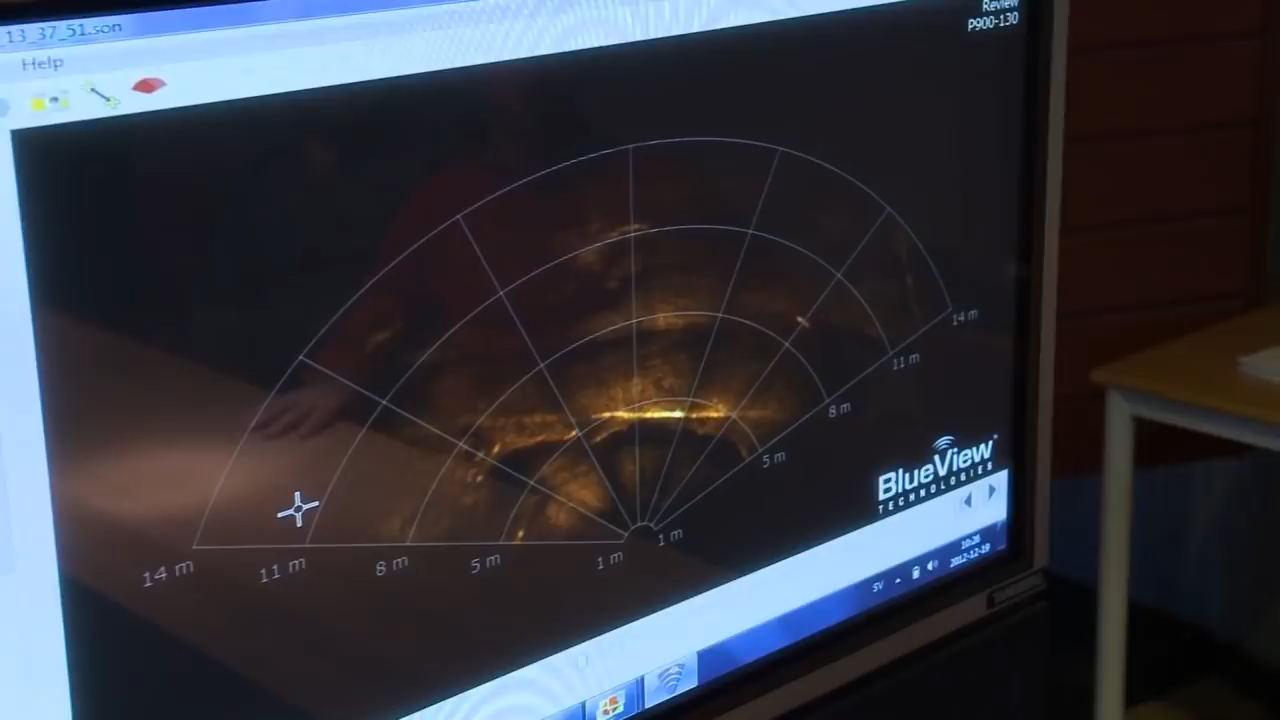 _13_37_51.son
Review
P900-130
Help
14 m
11 m
8 m
5 m
14 m
11 m
8 m
5 m
1 m
1 m
BlueView
TECHNOLOGIES
SV
10:26
2012-12-19